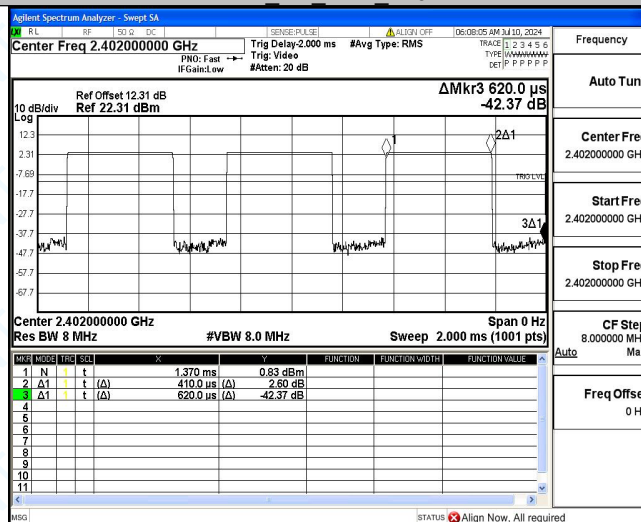 Agilent Spectrum Analyzer - Swept SA
RL RF 50 Ω DC SENSE:PULSE ALIGN OFF 06:08:05 AM Jul 10, 2024
Center Freq 2.402000000 GHz
PNO: Fast
IFGain:Low
Trig Delay-2.000 ms
Trig: Video
#Atten: 20 dB
#Avg Type: RMS
TRACE 1 2 3 4 5 6
TYPE
DET P P P P P P
Ref Offset 12.31 dB
10 dB/div Ref 22.31 dBm
Log
ΔMkr3 620.0 µs
-42.37 dB
12.3
2.31
-7.69
-17.7
-27.7
-37.7
-47.7
-57.7
-67.7
1
2Δ1
TRIG LVL
3Δ1
Center 2.402000000 GHz Span 0 Hz
Res BW 8 MHz #VBW 8.0 MHz Sweep 2.000 ms (1001 pts)
MKR MODE TRC SCL X Y FUNCTION FUNCTION WIDTH FUNCTION VALUE
1 N 1 t 1.370 ms 0.83 dBm
2 Δ1 1 t (Δ) 410.0 µs (Δ) 2.60 dB
3 Δ1 1 t (Δ) 620.0 µs (Δ) -42.37 dB
4
5
6
7
8
9
10
11
MSG STATUS Align Now, All required
Frequency
Auto Tun
Center Fre
2.402000000 GH
Start Fre
2.402000000 GH
Stop Fre
2.402000000 GH
CF Step
8.000000 MH
Auto Ma
Freq Offse
0 H